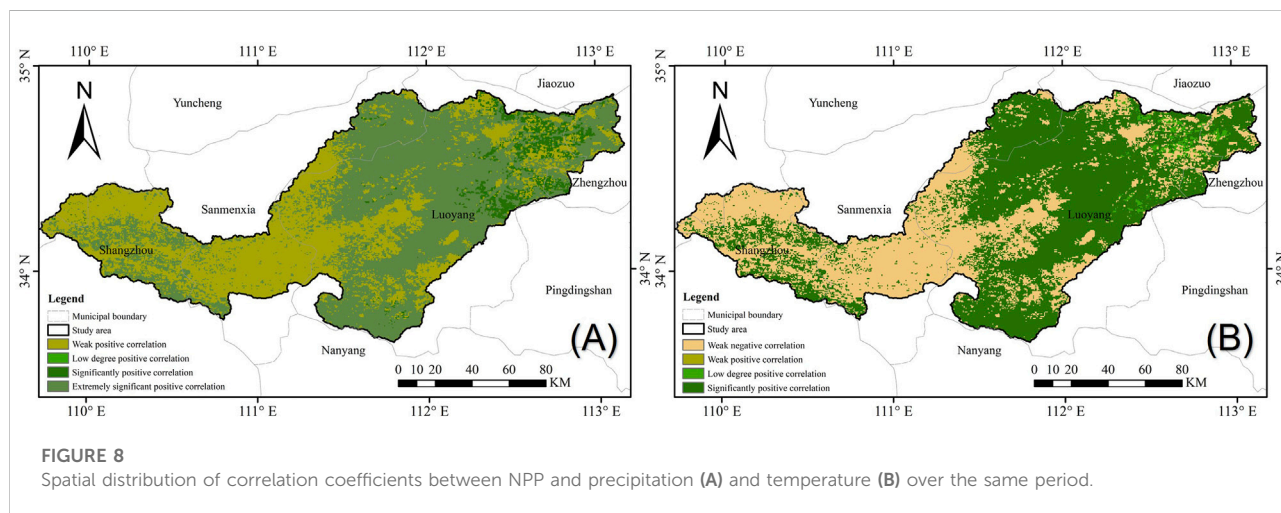 110° E 111° E 112° E 113° E
35° N
N
Yuncheng
Jiaozuo
Zhengzhou
Sanmenxia
Luoyang
Shangzhou
34° N
34° N
Pingdingshan
Nanyang
Legend
Municipal boundary
Study area
Weak positive correlation
Low degree positive correlation
Significantly positive correlation
Extremely significant positive correlation
(A)
0 10 20 40 60 80
KM
110° E 111° E 112° E 113° E
110° E 111° E 112° E 113° E
35° N
N
Yuncheng
Jiaozuo
Zhengzhou
Sanmenxia
Luoyang
Shangzhou
34° N
34° N
Pingdingshan
Nanyang
Legend
Municipal boundary
Study area
Weak negative correlation
Weak positive correlation
Low degree positive correlation
Significantly positive correlation
(B)
0 10 20 40 60 80
KM
110° E 111° E 112° E 113° E
FIGURE 8
Spatial distribution of correlation coefficients between NPP and precipitation (A) and temperature (B) over the same period.